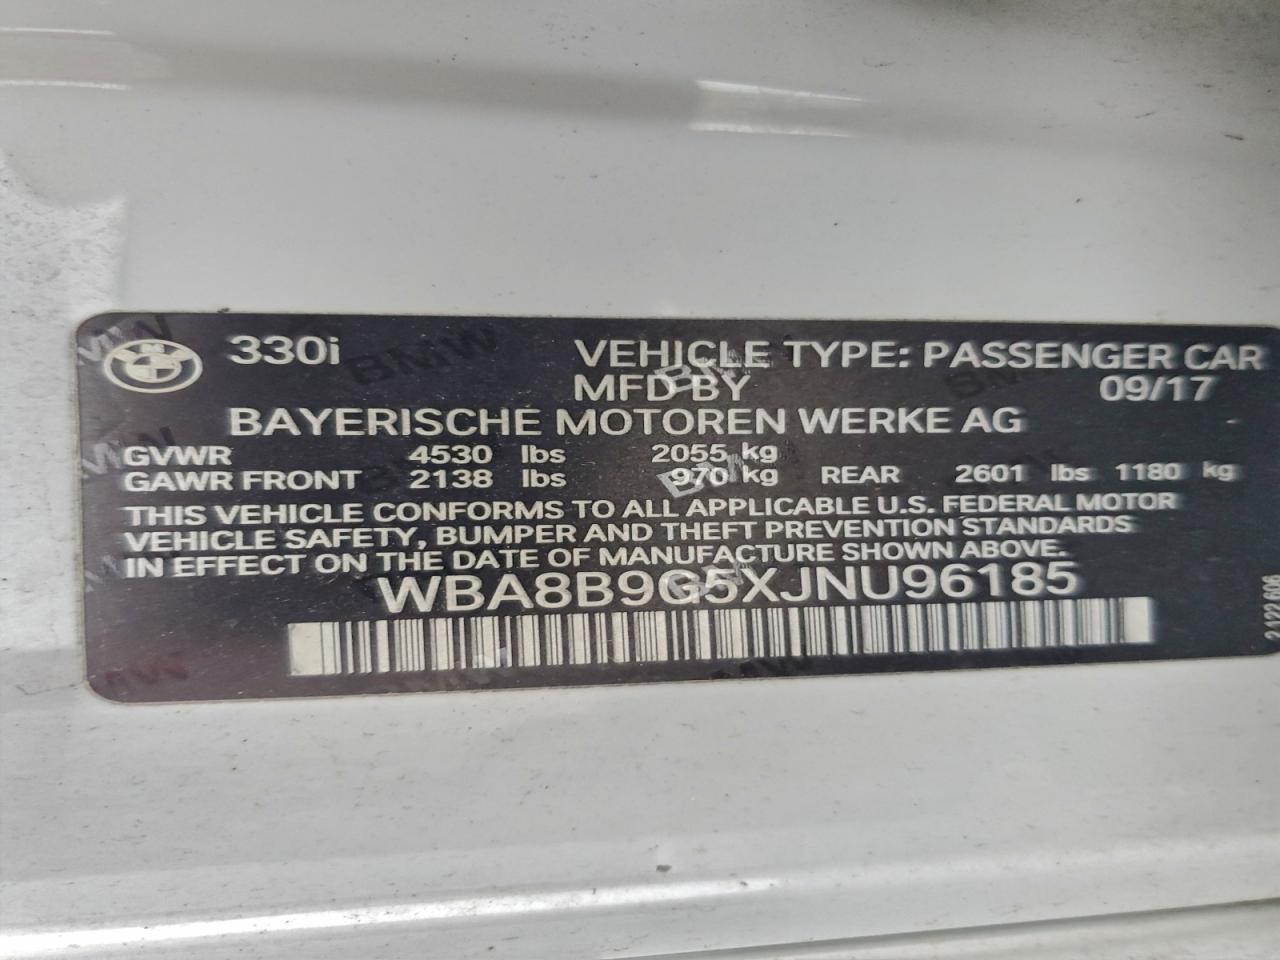 330i VEHICLE TYPE: PASSENGER CAR
MFD BY 09/17
BAYERISCHE MOTOREN WERKE AG
GVWR 4530 lbs 2055 kg
GAWR FRONT 2138 lbs 970 kg REAR 2601 lbs 1180 kg
THIS VEHICLE CONFORMS TO ALL APPLICABLE U.S. FEDERAL MOTOR
VEHICLE SAFETY, BUMPER AND THEFT PREVENTION STANDARDS
IN EFFECT ON THE DATE OF MANUFACTURE SHOWN ABOVE.
WBA8B9G5XJNU96185